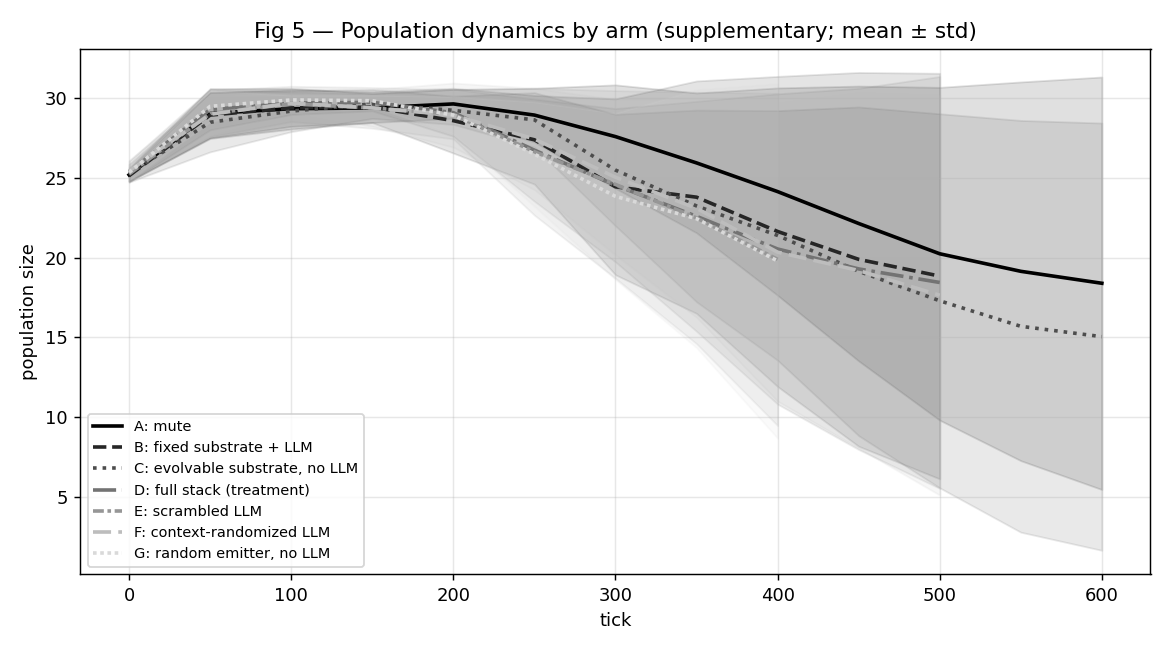 Fig 5 — Population dynamics by arm (supplementary; mean ± std)
30
25
20
15
10
5
population size
A: mute
B: fixed substrate + LLM
C: evolvable substrate, no LLM
D: full stack (treatment)
E: scrambled LLM
F: context-randomized LLM
G: random emitter, no LLM
0 100 200 300 400 500 600
tick